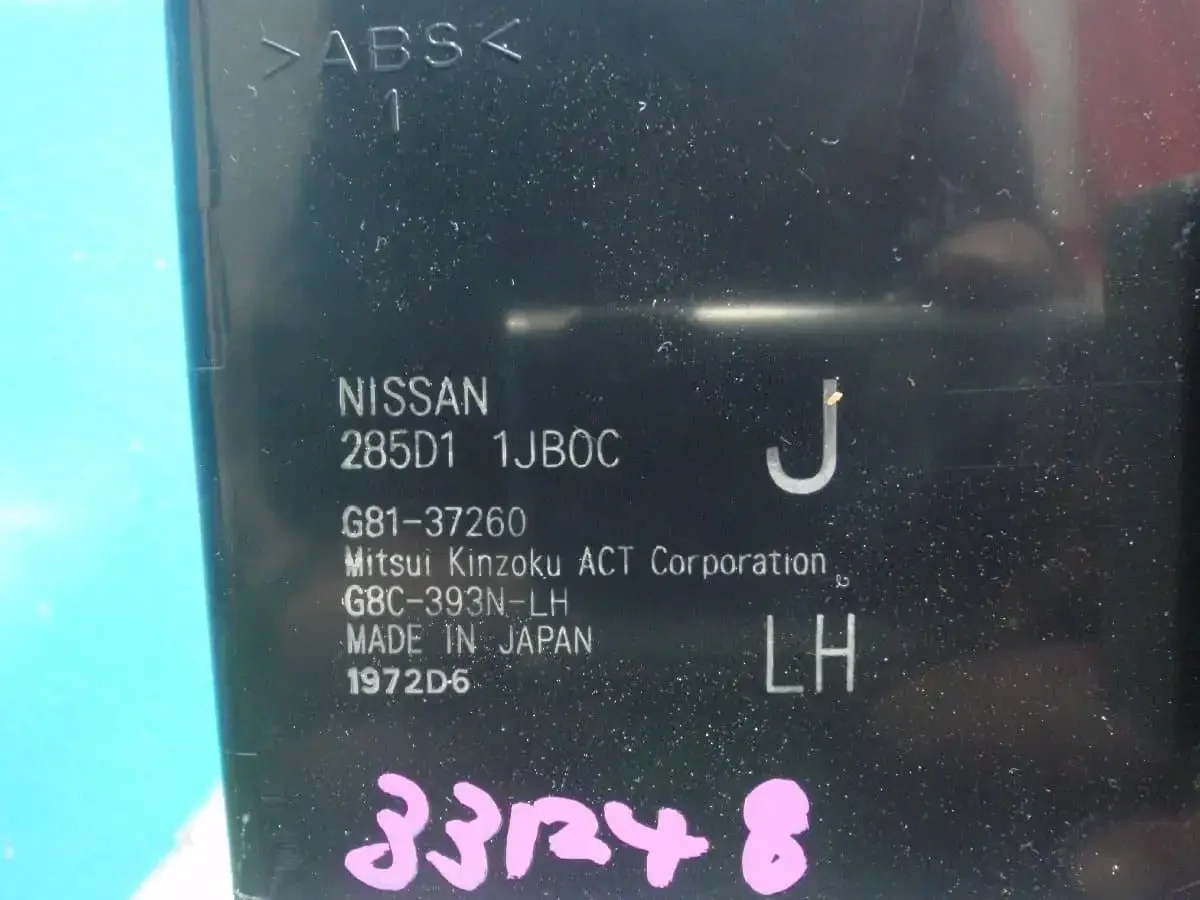 >ABS<
1
NISSAN
285D1 1JB0C
J
G81-37260
Mitsui Kinzoku ACT Corporation
G8C-393N-LH
MADE IN JAPAN
LH
1972D6